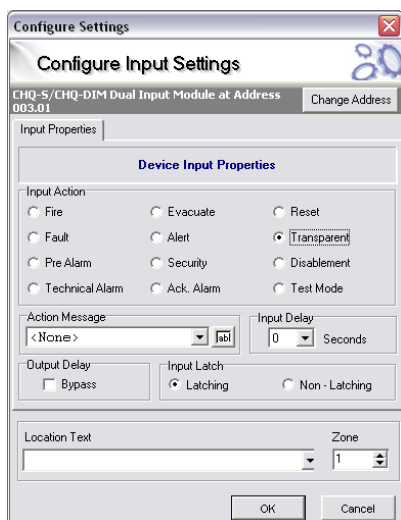 Configure Settings
Configure Input Settings
CHQ-S/CHQ-DIM Dual Input Module at Address
003.01
Change Address
Input Properties
Device Input Properties
Input Action
Fire Evacuate Reset
Fault Alert Transparent
Pre Alarm Security Disablement
Technical Alarm Ack. Alarm Test Mode
Action Message Input Delay
<None> abl 0 Seconds
Output Delay Input Latch
Bypass Latching Non - Latching
Location Text Zone
1
OK Cancel